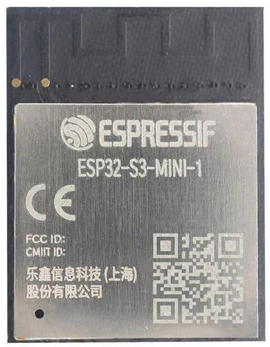 ESPRESSIF
ESP32-S3-MINI-1
CE
FCC ID:
CMIIT ID:
乐鑫信息科技(上海)
股份有限公司